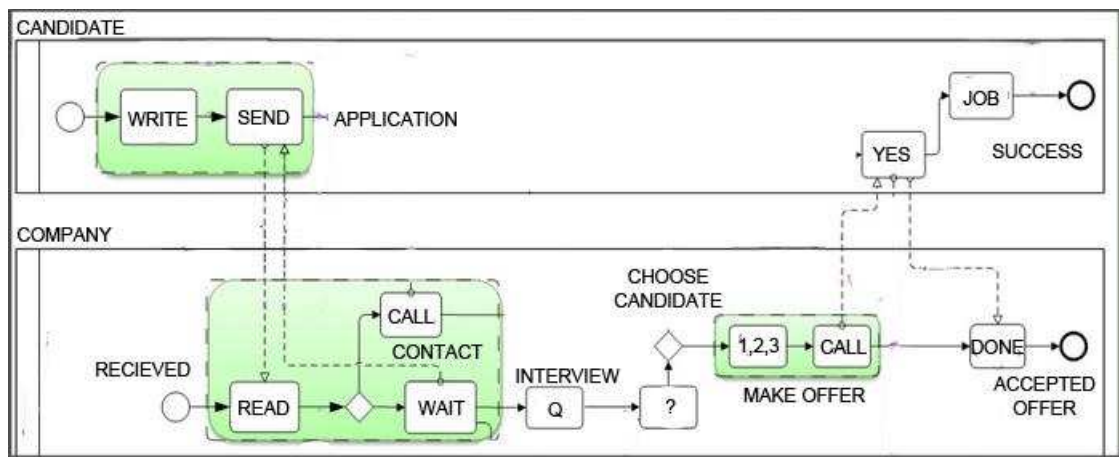 CANDIDATE
WRITE
SEND
APPLICATION
JOB
YES
SUCCESS
COMPANY
CHOOSE
CANDIDATE
CALL
CONTACT
RECIEVED
READ
WAIT
INTERVIEW
Q
?
1,2,3
CALL
MAKE OFFER
DONE
ACCEPTED
OFFER